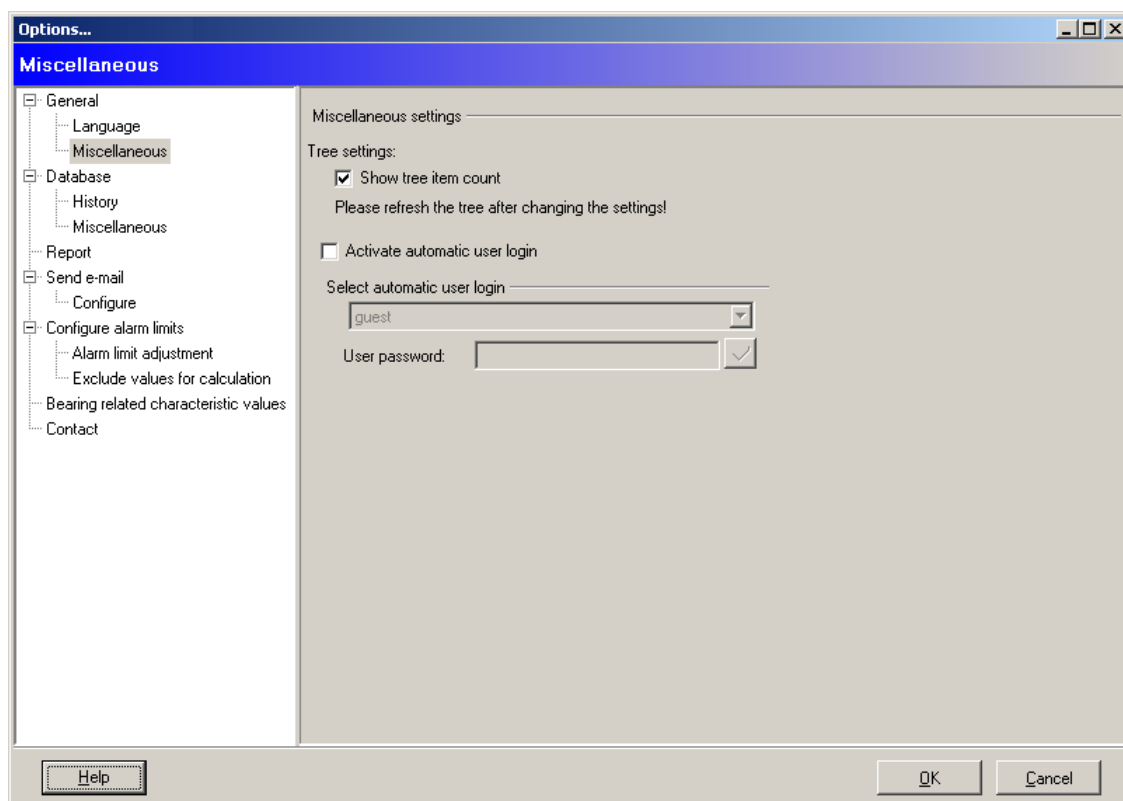 Options...
Miscellaneous
General
Language
Miscellaneous
Database
History
Miscellaneous
Report
Send e-mail
Configure
Configure alarm limits
Alarm limit adjustment
Exclude values for calculation
Bearing related characteristic values
Contact
Miscellaneous settings
Tree settings:
Show tree item count
Please refresh the tree after changing the settings!
Activate automatic user login
Select automatic user login
guest
User password:
Help
OK
Cancel